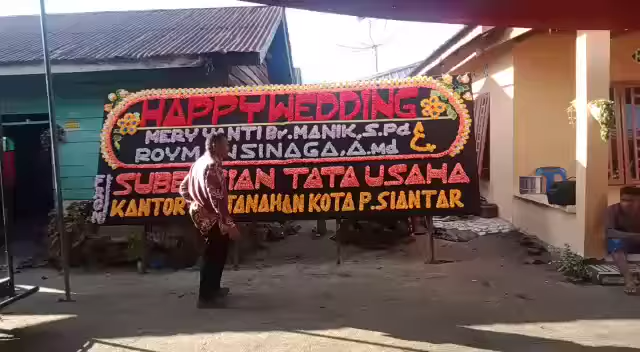 HAPPY WEDDING
MERY YANTI Br. MANIK, S.Pd
&
SINAGA, A.Md
TATA USAHA
KANTOR KOTA P. SIANTAR